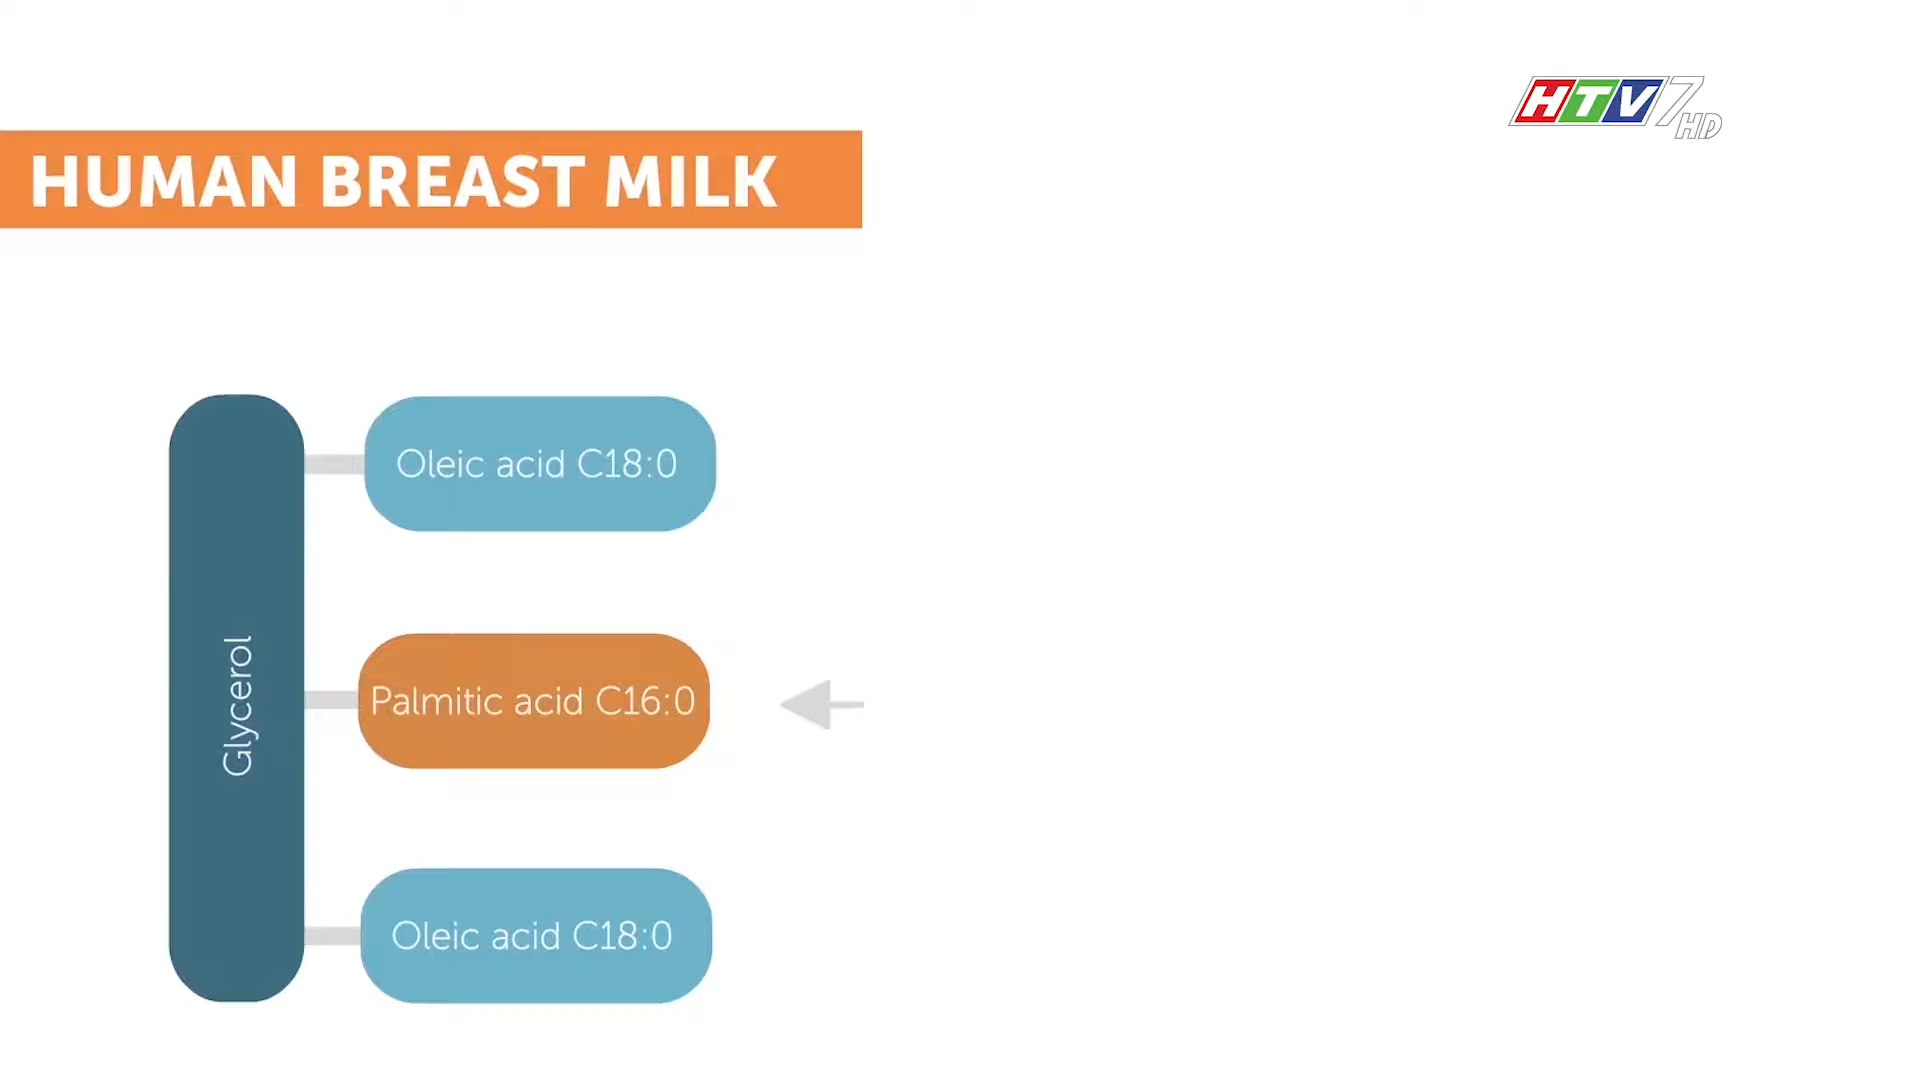 HTV7
HD
HUMAN BREAST MILK
Oleic acid C18:0
Glycerol
Palmitic acid C16:0
Oleic acid C18:0